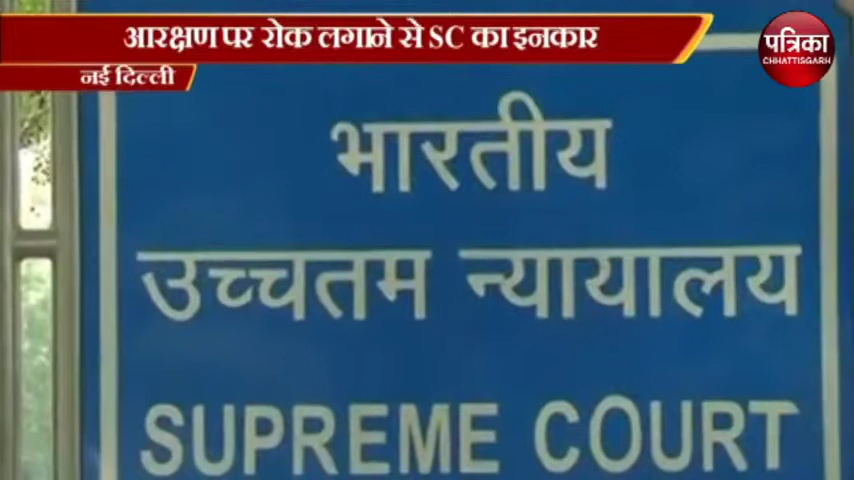 आरक्षण पर रोक लगाने से SC का इनकार
नई दिल्ली
पत्रिका
CHHATTISGARH
भारतीय
उच्चतम न्यायालय
SUPREME COURT